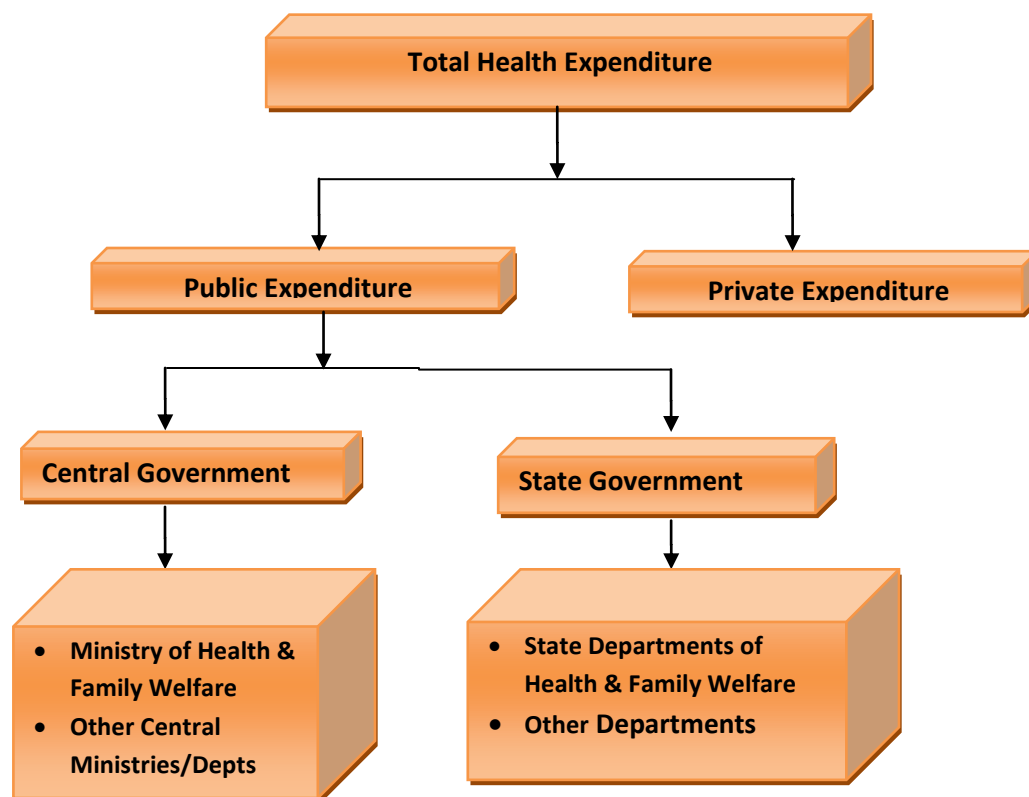 Total Health Expenditure
Public Expenditure
Private Expenditure
Central Government
State Government
• Ministry of Health &
Family Welfare
• Other Central
Ministries/Depts
• State Departments of
Health & Family Welfare
• Other Departments